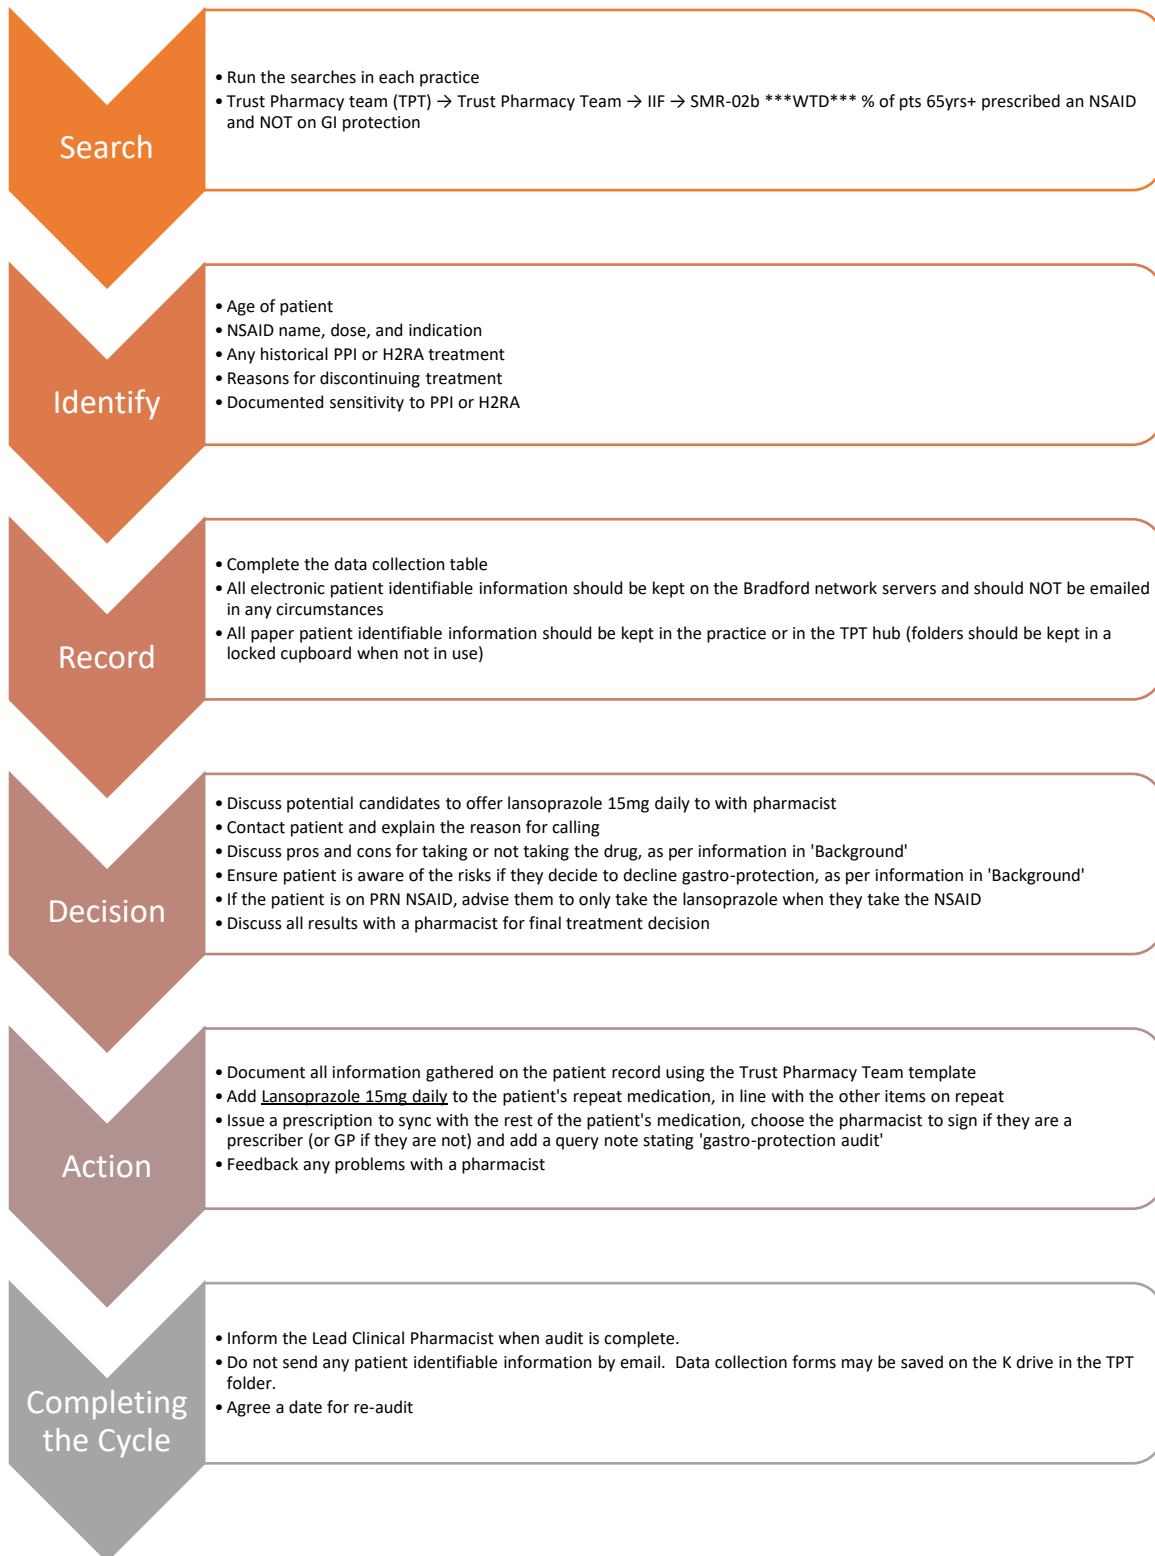 Search
• Run the searches in each practice
• Trust Pharmacy team (TPT) → Trust Pharmacy Team → IIF → SMR-02b ***WTD*** % of pts 65yrs+ prescribed an NSAID
and NOT on GI protection
Identify
• Age of patient
• NSAID name, dose, and indication
• Any historical PPI or H2RA treatment
• Reasons for discontinuing treatment
• Documented sensitivity to PPI or H2RA
Record
• Complete the data collection table
• All electronic patient identifiable information should be kept on the Bradford network servers and should NOT be emailed
in any circumstances
• All paper patient identifiable information should be kept in the practice or in the TPT hub (folders should be kept in a
locked cupboard when not in use)
Decision
• Discuss potential candidates to offer lansoprazole 15mg daily to with pharmacist
• Contact patient and explain the reason for calling
• Discuss pros and cons for taking or not taking the drug, as per information in 'Background'
• Ensure patient is aware of the risks if they decide to decline gastro-protection, as per information in 'Background'
• If the patient is on PRN NSAID, advise them to only take the lansoprazole when they take the NSAID
• Discuss all results with a pharmacist for final treatment decision
Action
• Document all information gathered on the patient record using the Trust Pharmacy Team template
• Add Lansoprazole 15mg daily to the patient's repeat medication, in line with the other items on repeat
• Issue a prescription to sync with the rest of the patient's medication, choose the pharmacist to sign if they are a
prescriber (or GP if they are not) and add a query note stating 'gastro-protection audit'
• Feedback any problems with a pharmacist
Completing
the Cycle
• Inform the Lead Clinical Pharmacist when audit is complete.
• Do not send any patient identifiable information by email.  Data collection forms may be saved on the K drive in the TPT
folder.
• Agree a date for re-audit